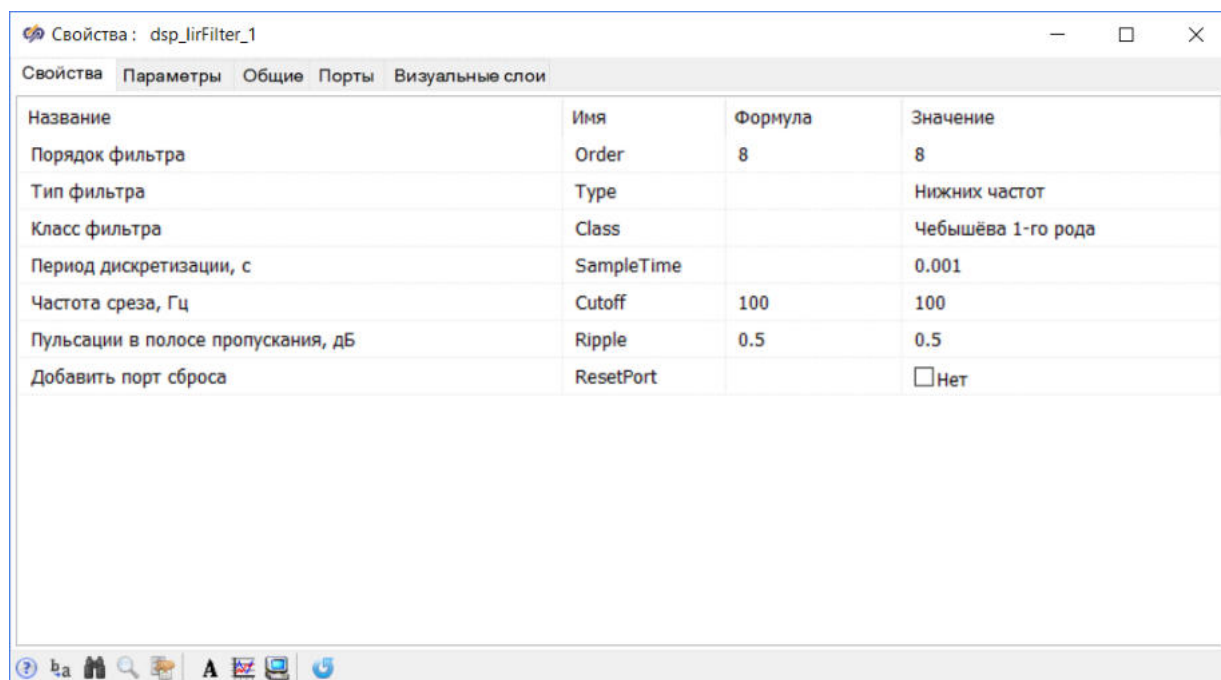 Свойства : dsp_IirFilter_1
Свойства Параметры Общие Порты Визуальные слои
Название Имя Формула Значение
Порядок фильтра Order 8 8
Тип фильтра Type Нижних частот
Класс фильтра Class Чебышёва 1-го рода
Период дискретизации, с SampleTime 0.001
Частота среза, Гц Cutoff 100 100
Пульсации в полосе пропускания, дБ Ripple 0.5 0.5
Добавить порт сброса ResetPort Нет
? b a A